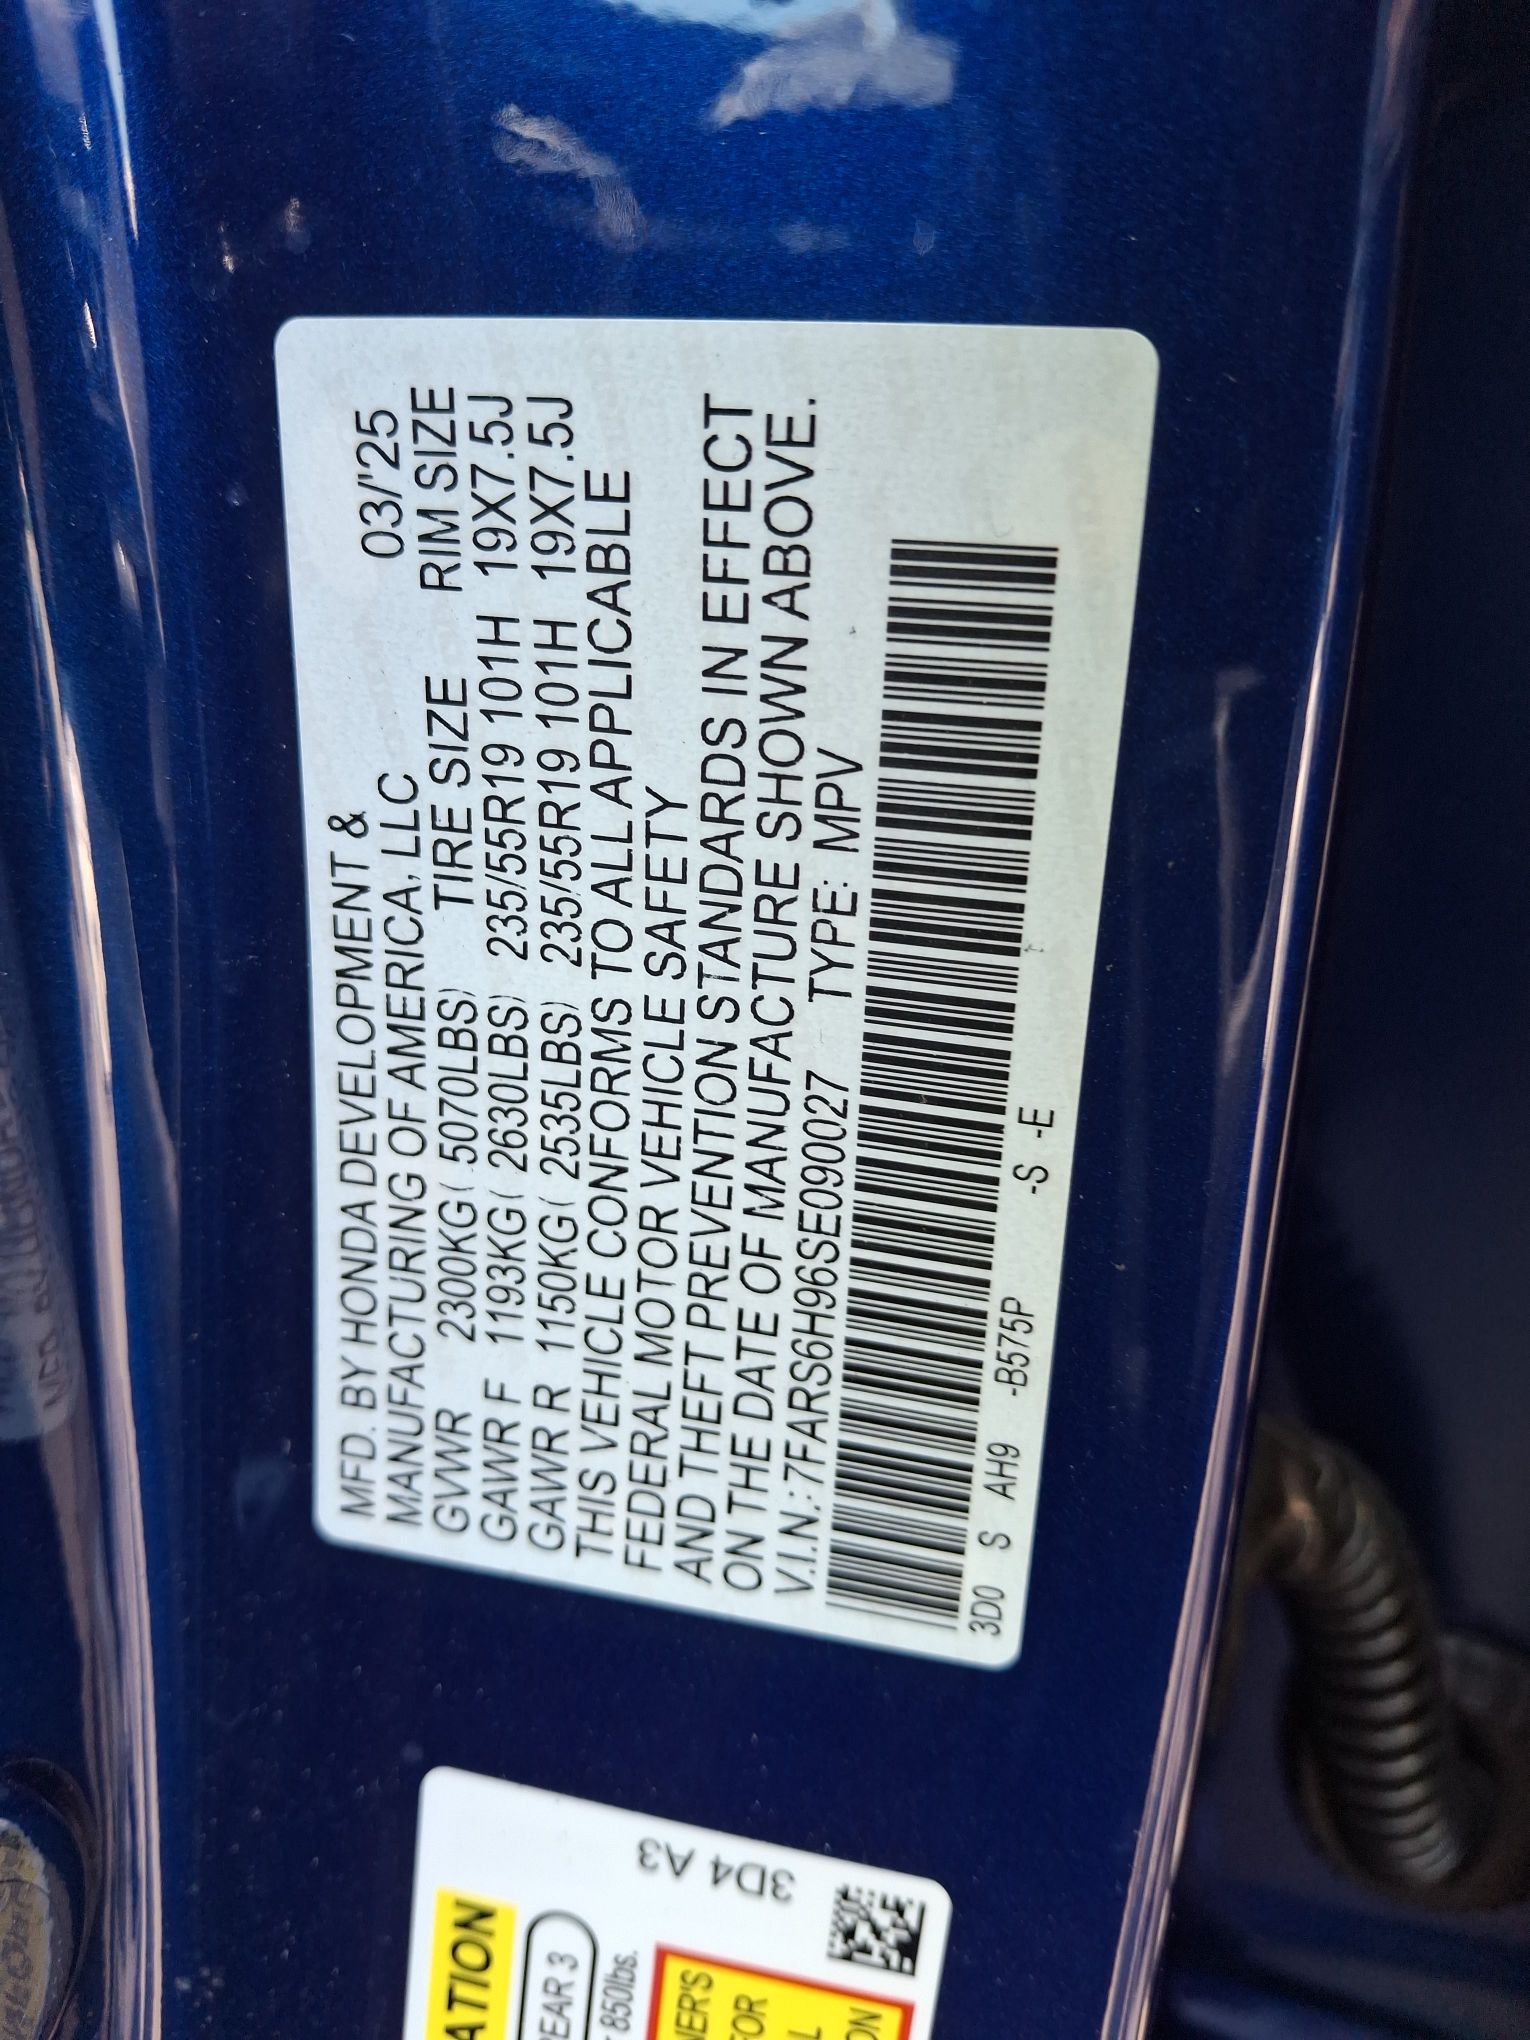 MFD. BY HONDA DEVELOPMENT & 03/'25
MANUFACTURING OF AMERICA, LLC
TIRE SIZE RIM SIZE
GVWR 2300KG( 5070LBS)
GAWR F 1193KG( 2630LBS) 235/55R19 101H 19X7.5J
GAWR R 1150KG( 2535LBS) 235/55R19 101H 19X7.5J
THIS VEHICLE CONFORMS TO ALL APPLICABLE
FEDERAL MOTOR VEHICLE SAFETY
AND THEFT PREVENTION STANDARDS IN EFFECT
ON THE DATE OF MANUFACTURE SHOWN ABOVE.
V.I.N.:7FARS6H96SE090027 TYPE: MPV
3D0 S AH9 -B575P -S -E
3D4 A3
REAR 3
850lbs.